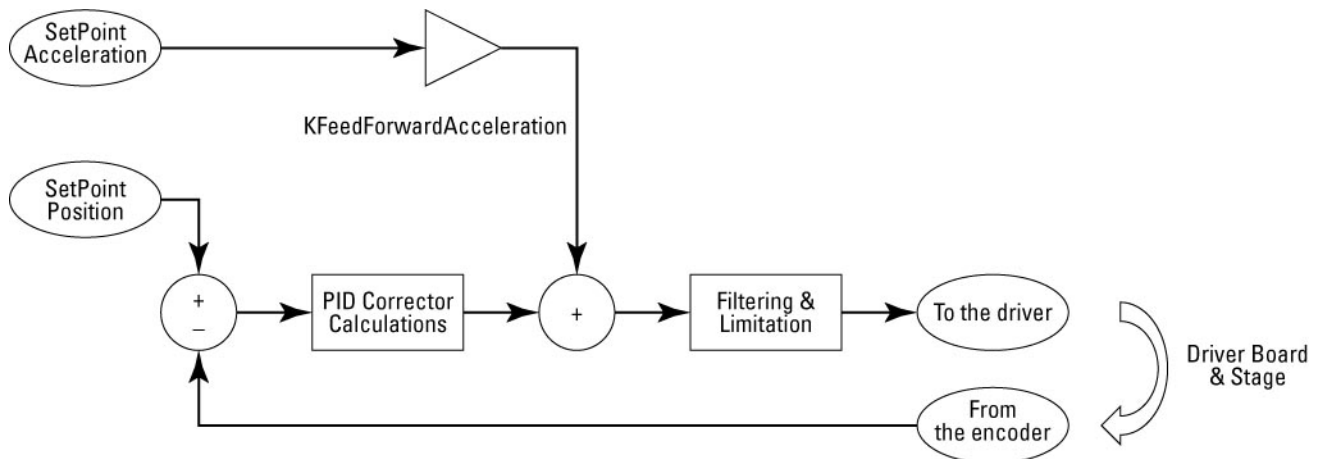 SetPoint
Acceleration
KFeedForwardAcceleration
SetPoint
Position
+
–
PID Corrector
Calculations
+
Filtering &
Limitation
To the driver
Driver Board
& Stage
From
the encoder